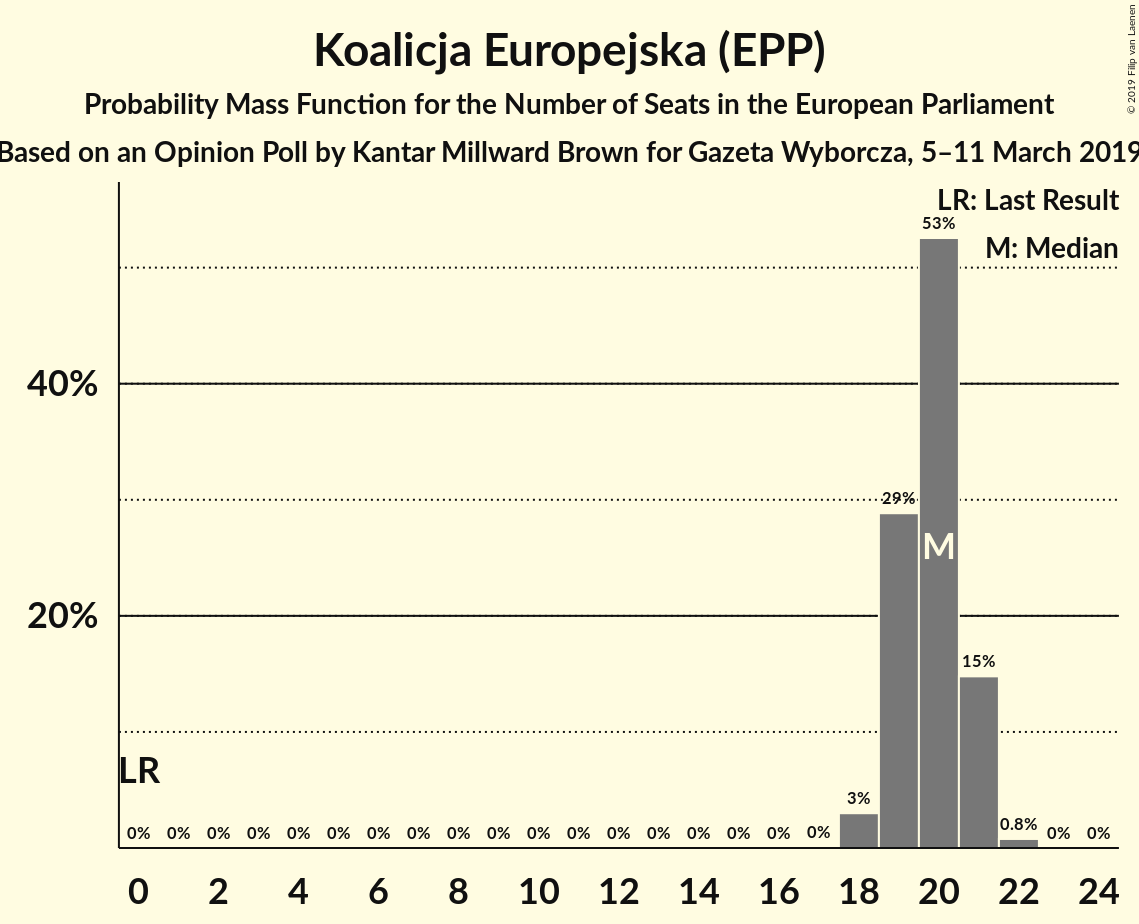 Koalicja Europejska (EPP)
Probability Mass Function for the Number of Seats in the European Parliament
Based on an Opinion Poll by Kantar Millward Brown for Gazeta Wyborcza, 5–11 March 2019
© 2019 Filip van Laenen
LR: Last Result
M: Median
53%
40%
29%
M
20%
15%
LR
3%
0% 0% 0% 0% 0% 0% 0% 0% 0% 0% 0% 0% 0% 0% 0% 0% 0% 0% 0.8% 0% 0%
0 2 4 6 8 10 12 14 16 18 20 22 24